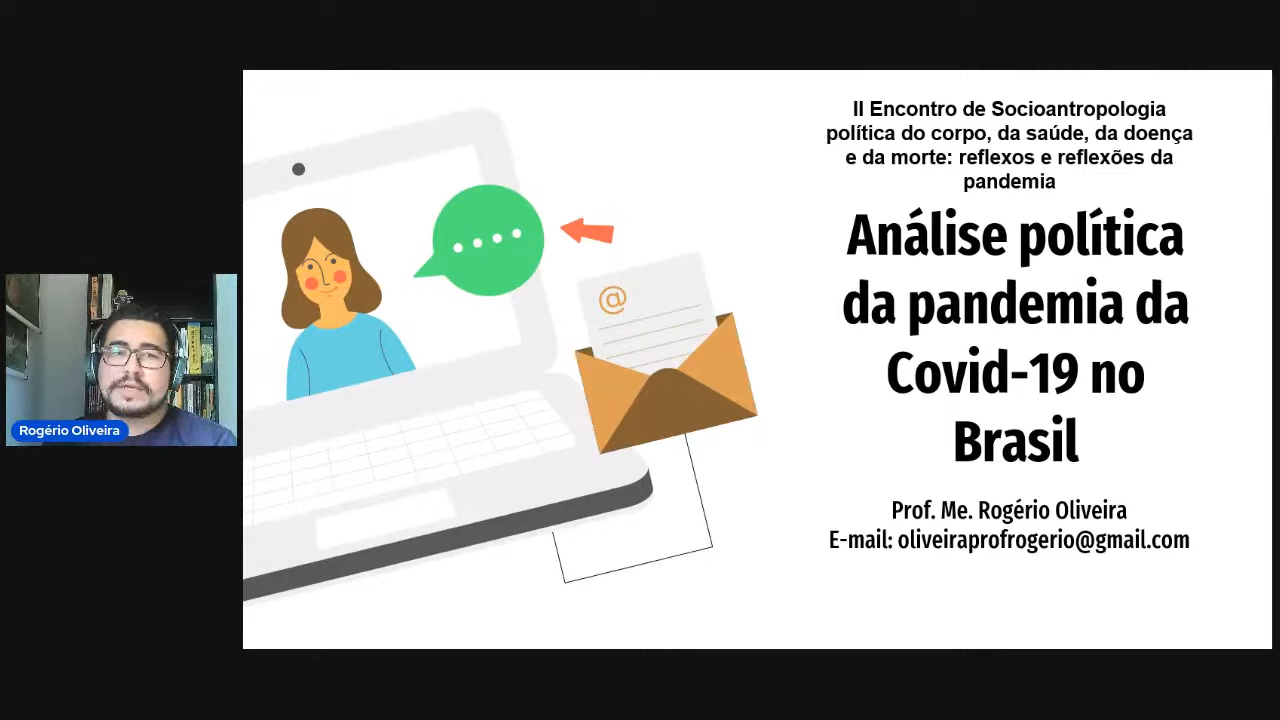 II Encontro de Socioantropologia
política do corpo, da saúde, da doença
e da morte: reflexos e reflexões da
pandemia
Análise política
da pandemia da
Covid-19 no
Brasil
Prof. Me. Rogério Oliveira
E-mail: oliveiraprofrogerio@gmail.com
@
Rogério Oliveira